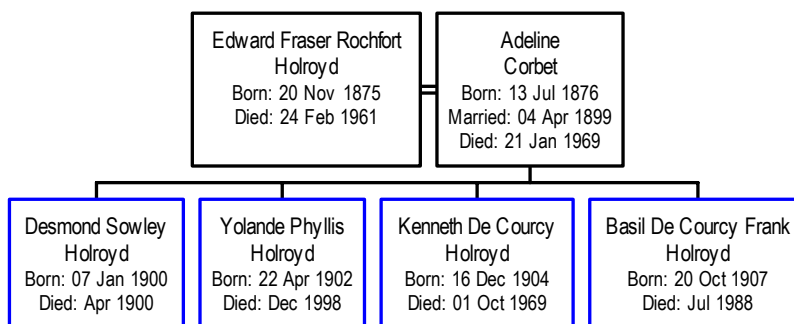 Edward Fraser Rochfort
Holroyd
Born: 20 Nov 1875
Died: 24 Feb 1961
Adeline
Corbet
Born: 13 Jul 1876
Married: 04 Apr 1899
Died: 21 Jan 1969
Desmond Sowley
Holroyd
Born: 07 Jan 1900
Died: Apr 1900
Yolande Phyllis
Holroyd
Born: 22 Apr 1902
Died: Dec 1998
Kenneth De Courcy
Holroyd
Born: 16 Dec 1904
Died: 01 Oct 1969
Basil De Courcy Frank
Holroyd
Born: 20 Oct 1907
Died: Jul 1988